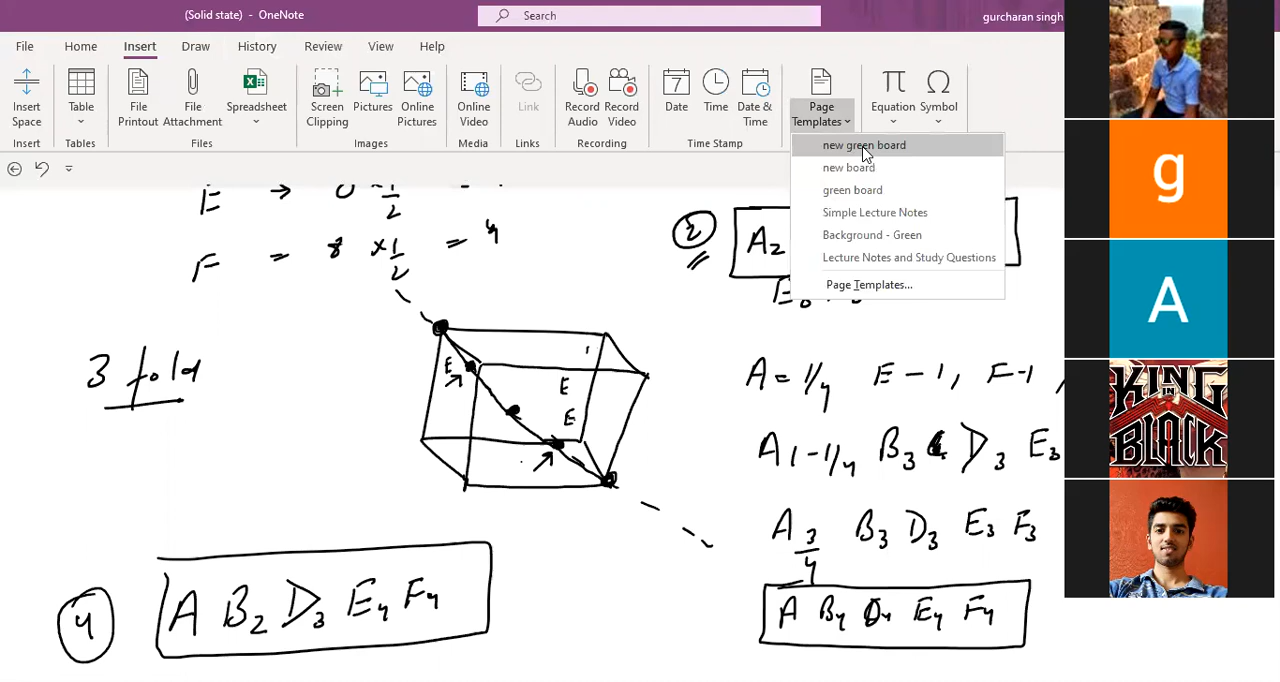 (Solid state) - OneNote
Search
gurcharan singh
File Home Insert Draw History Review View Help
Insert Space
Table
File Printout
File Attachment
Spreadsheet
Screen Clipping
Pictures
Online Pictures
Online Video
Link
Record Audio
Record Video
Date
Time
Date & Time
Page Templates
Equation
Symbol
Insert Tables Files Images Media Links Recording Time Stamp
new green board
new board
green board
Simple Lecture Notes
Background - Green
Lecture Notes and Study Questions
Page Templates...
F = 8 × 1/2 = 4
2
A2
3 fold
E
E
E
A = 1/4 E - 1, F - 1,
A 1 - 1/4 B3 D3 E3
A 3/4 B3 D3 E3 F3
A B4 D4 E4 F4
4
A B2 D3 E4 F4
g
A
KING IN BLACK